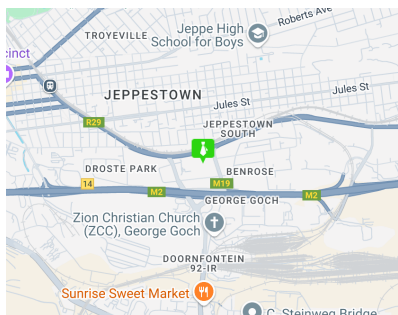 Roberts Ave
Jeppe High
School for Boys
TROYEVILLE
cinct
Jules St
JEPPESTOWN
Jules St
R29
JEPPESTOWN
SOUTH
DROSTE PARK
BENROSE
14
M2
M19
M2
GEORGE GOCH
Zion Christian Church
(ZCC), George Goch
DOORNFONTEIN
92-IR
Sunrise Sweet Market
C. Steinweg Bridge